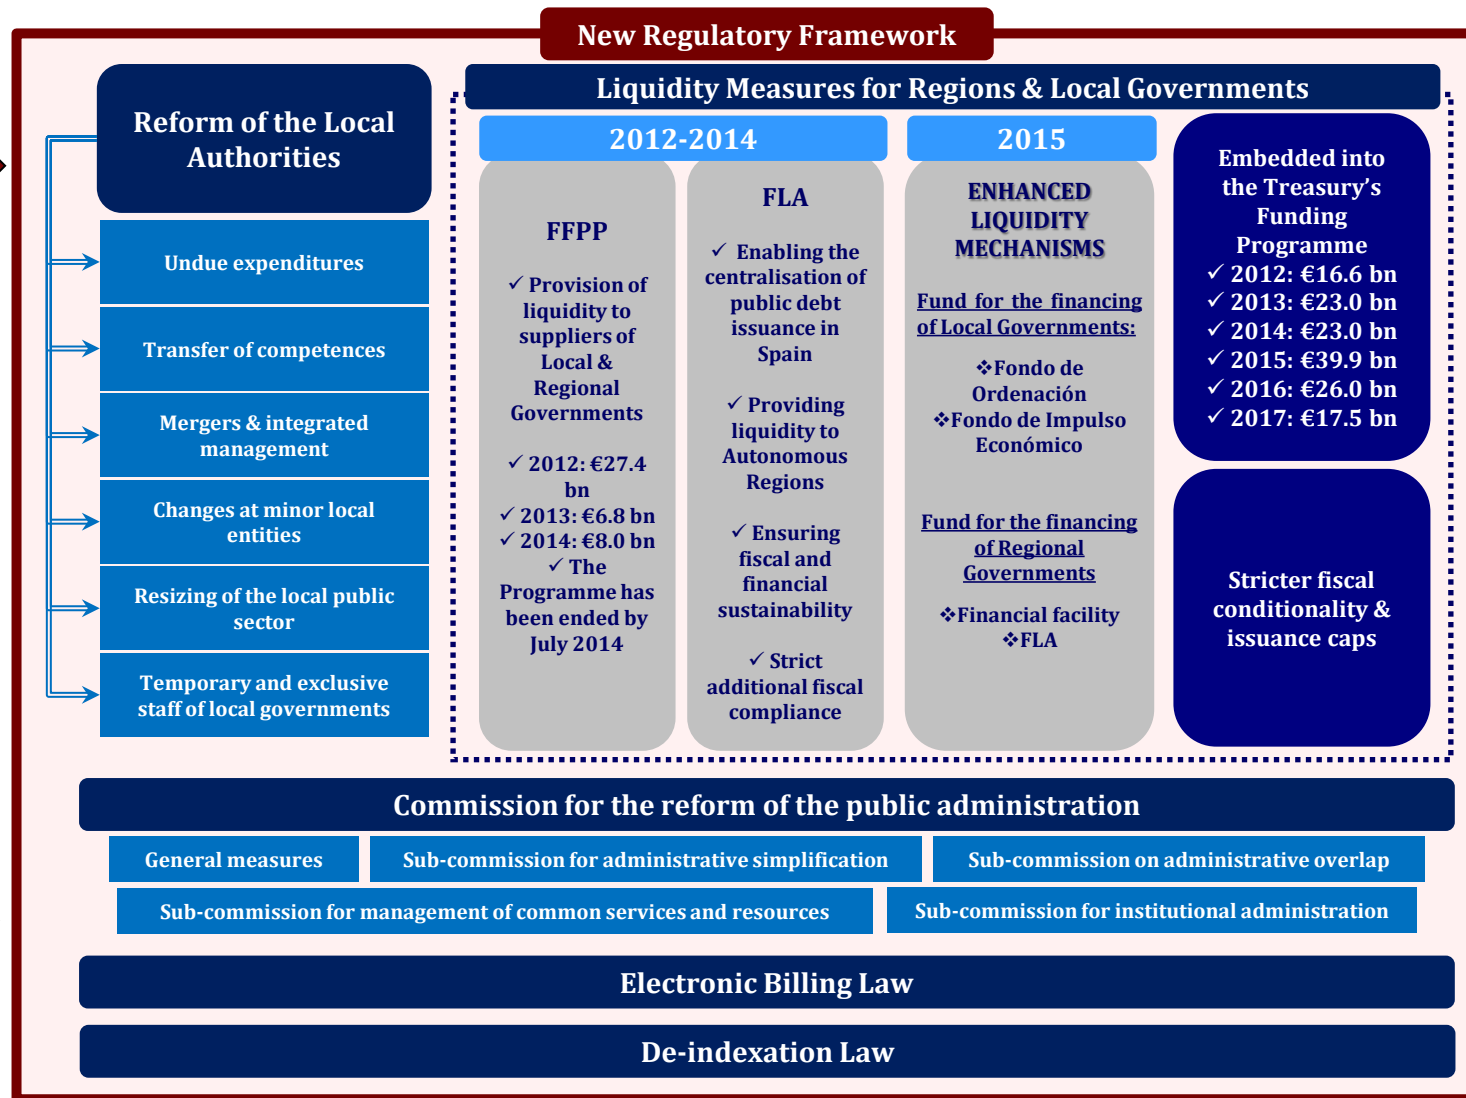 New Regulatory Framework
Reform of the Local
Authorities
Undue expenditures
Transfer of competences
Mergers & integrated
management
Changes at minor local
entities
Resizing of the local public
sector
Temporary and exclusive
staff of local governments
Liquidity Measures for Regions & Local Governments
2012-2014
FFPP
✓ Provision of
liquidity to
suppliers of
Local &
Regional
Governments
✓ 2012: €27.4
bn
✓ 2013: €6.8 bn
✓ 2014: €8.0 bn
✓ The
Programme has
been ended by
July 2014
FLA
✓ Enabling the
centralisation of
public debt
issuance in
Spain
✓ Providing
liquidity to
Autonomous
Regions
✓ Ensuring
fiscal and
financial
sustainability
✓ Strict
additional fiscal
compliance
2015
ENHANCED
LIQUIDITY
MECHANISMS
Fund for the financing
of Local Governments:
❖Fondo de
Ordenación
❖Fondo de Impulso
Económico
Fund for the financing
of Regional
Governments
❖Financial facility
❖FLA
Embedded into
the Treasury’s
Funding
Programme
✓ 2012: €16.6 bn
✓ 2013: €23.0 bn
✓ 2014: €23.0 bn
✓ 2015: €39.9 bn
✓ 2016: €26.0 bn
✓ 2017: €17.5 bn
Stricter fiscal
conditionality &
issuance caps
Commission for the reform of the public administration
General measures
Sub-commission for administrative simplification
Sub-commission on administrative overlap
Sub-commission for management of common services and resources
Sub-commission for institutional administration
Electronic Billing Law
De-indexation Law